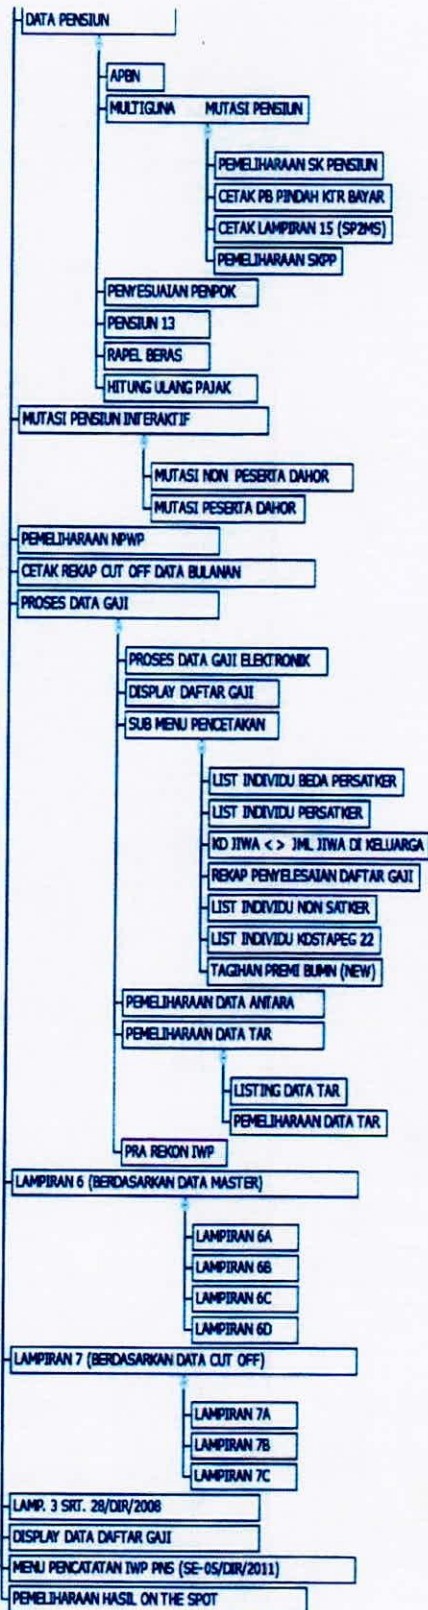 DATA PENSIUN
APBN
MULTIGUNA MUTASI PENSIUN
PEMELIHARAAN SK PENSIUN
CETAK PB PINDAH KTR BAYAR
CETAK LAMPIRAN 15 (SP2MS)
PEMELIHARAAN SKPP
PENYESUAIAN PENPOK
PENSIUN 13
RAPEL BERAS
HITUNG ULANG PAJAK
MUTASI PENSIUN INTERAKTIF
MUTASI NON PESERTA DAHOR
MUTASI PESERTA DAHOR
PEMELIHARAAN NPWP
CETAK REKAP CUT OFF DATA BULANAN
PROSES DATA GAJI
PROSES DATA GAJI ELEKTRONIK
DISPLAY DAFTAR GAJI
SUB MENU PENCETAKAN
LIST INDIVIDU BEDA PERSATKER
LIST INDIVIDU PERSATKER
KD JIWA <> JML JIWA DI KELUARGA
REKAP PENYELESAIAN DAFTAR GAJI
LIST INDIVIDU NON SATKER
LIST INDIVIDU KDSTAPEG 22
TAGIHAN PREMI BUMN (NEW)
PEMELIHARAAN DATA ANTARA
PEMELIHARAAN DATA TAR
LISTING DATA TAR
PEMELIHARAAN DATA TAR
PRA REKON IWP
LAMPIRAN 6 (BERDASARKAN DATA MASTER)
LAMPIRAN 6A
LAMPIRAN 6B
LAMPIRAN 6C
LAMPIRAN 6D
LAMPIRAN 7 (BERDASARKAN DATA CUT OFF)
LAMPIRAN 7A
LAMPIRAN 7B
LAMPIRAN 7C
LAMP. 3 SRT. 28/DIR/2008
DISPLAY DATA DAFTAR GAJI
MENU PENCATATAN IWP PNS (SE-05/DIR/2011)
PEMELIHARAAN HASIL ON THE SPOT